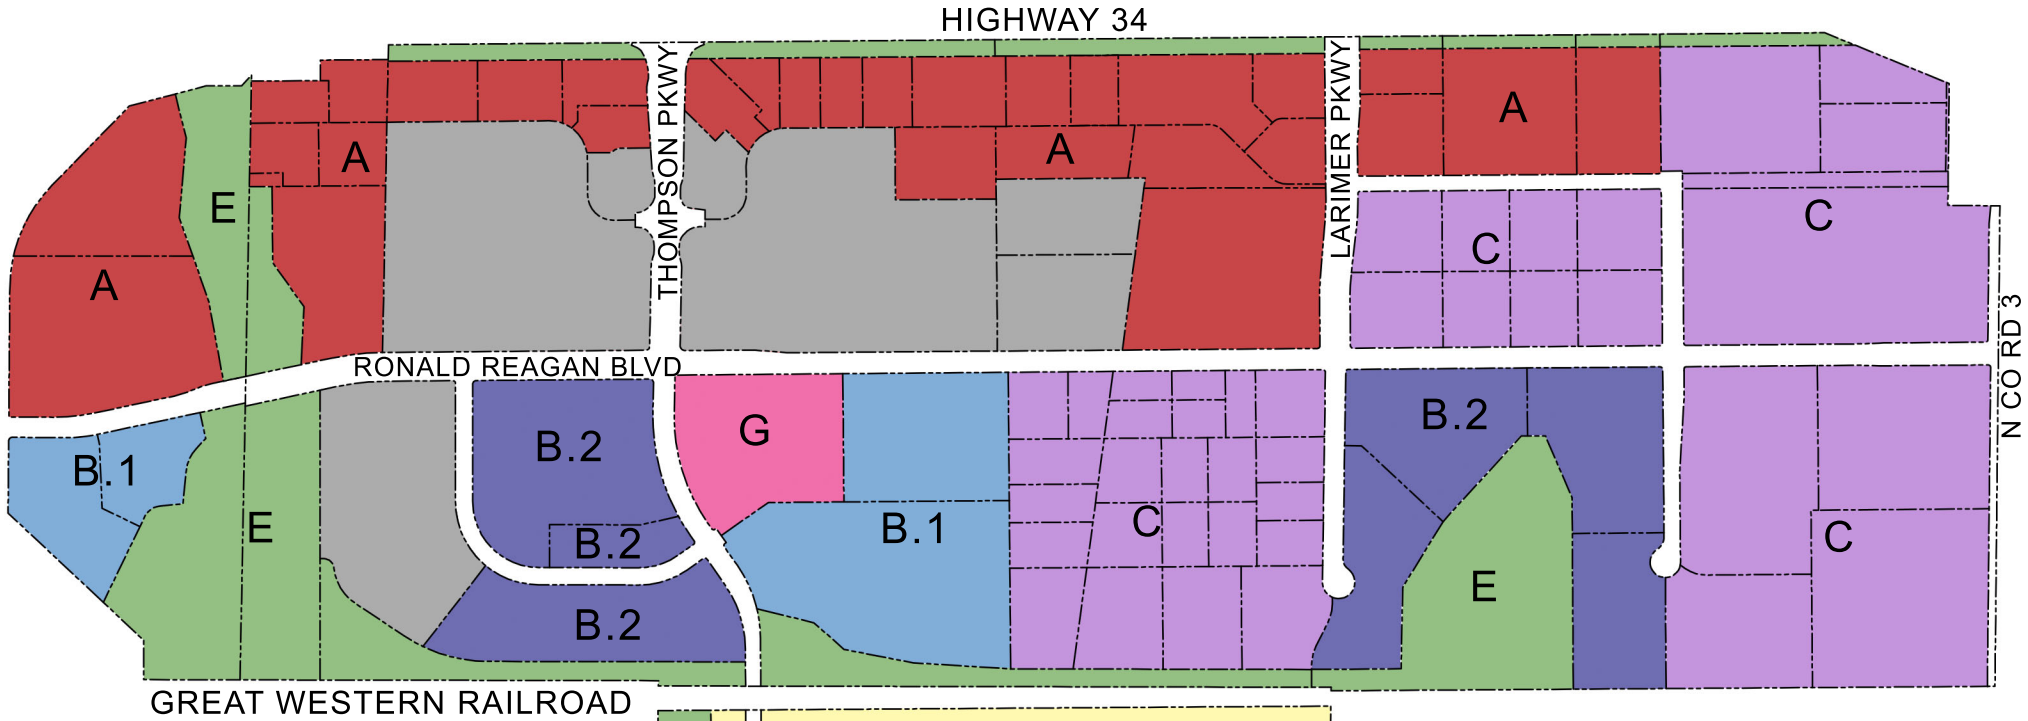 HIGHWAY 34
THOMPSON PKWY
LARIMER PKWY
A
A
A
A
E
C
C
N CO RD 3
RONALD REAGAN BLVD
B.2
G
B.2
B.1
E
B.2
B.1
C
C
E
B.2
GREAT WESTERN RAILROAD